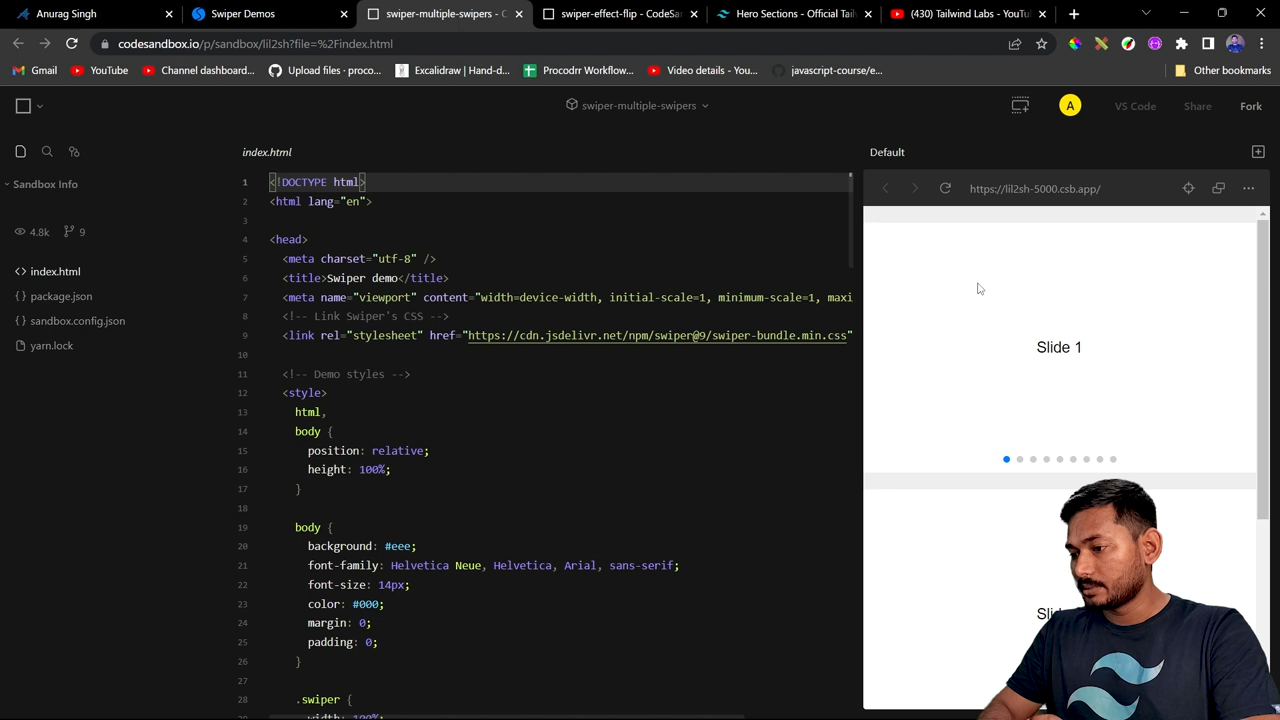 Anurag Singh
Swiper Demos
swiper-multiple-swipers - C
swiper-effect-flip - CodeSa
Hero Sections - Official Tail
(430) Tailwind Labs - YouTu
codesandbox.io/p/sandbox/lil2sh?file=%2Findex.html
Gmail
YouTube
Channel dashboard...
Upload files · proco...
Excalidraw | Hand-d...
Procodrr Workflow...
Video details - You...
javascript-course/e...
Other bookmarks
swiper-multiple-swipers
A
VS Code
Share
Fork
Sandbox Info
4.8k
9
<> index.html
{} package.json
{} sandbox.config.json
{} yarn.lock
index.html
1 <!DOCTYPE html>
2 <html lang="en">
3
4 <head>
5 <meta charset="utf-8" />
6 <title>Swiper demo</title>
7 <meta name="viewport" content="width=device-width, initial-scale=1, minimum-scale=1, maxi
8 <!-- Link Swiper's CSS -->
9 <link rel="stylesheet" href="https://cdn.jsdelivr.net/npm/swiper@9/swiper-bundle.min.css"
10
11 <!-- Demo styles -->
12 <style>
13 html,
14 body {
15 position: relative;
16 height: 100%;
17 }
18
19 body {
20 background: #eee;
21 font-family: Helvetica Neue, Helvetica, Arial, sans-serif;
22 font-size: 14px;
23 color: #000;
24 margin: 0;
25 padding: 0;
26 }
27
28 .swiper {
width: 100%;
Default
https://lil2sh-5000.csb.app/
Slide 1